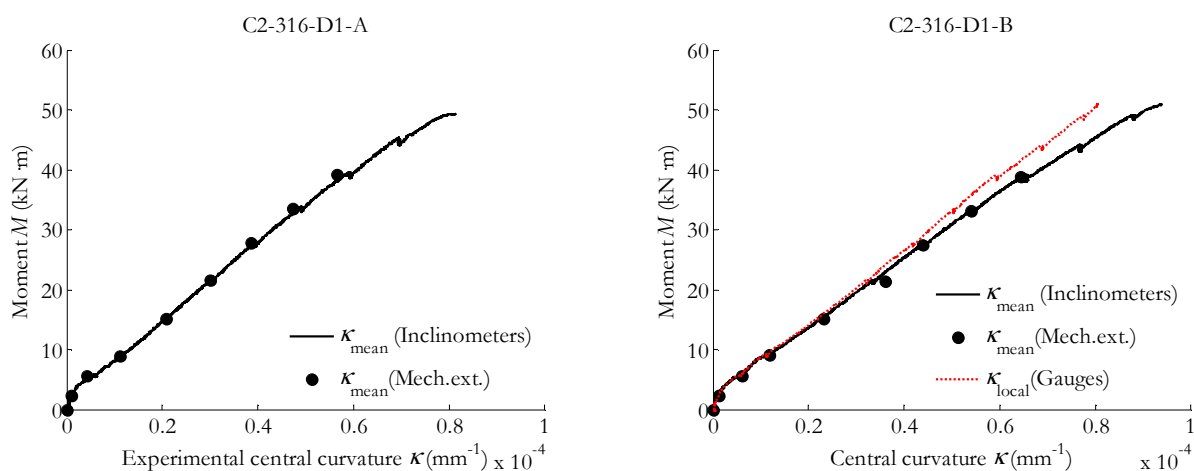 C2-316-D1-A
60
50
40
30
20
10
0
Moment M (kN·m)
κmean (Inclinometers)
κmean(Mech.ext.)
0 0.2 0.4 0.6 0.8 1
Experimental central curvature κ(mm-1) x 10-4
C2-316-D1-B
60
50
40
30
20
10
0
Moment M (kN·m)
κmean (Inclinometers)
κmean(Mech.ext.)
κlocal(Gauges)
0 0.2 0.4 0.6 0.8 1
Central curvature κ(mm-1) x 10-4